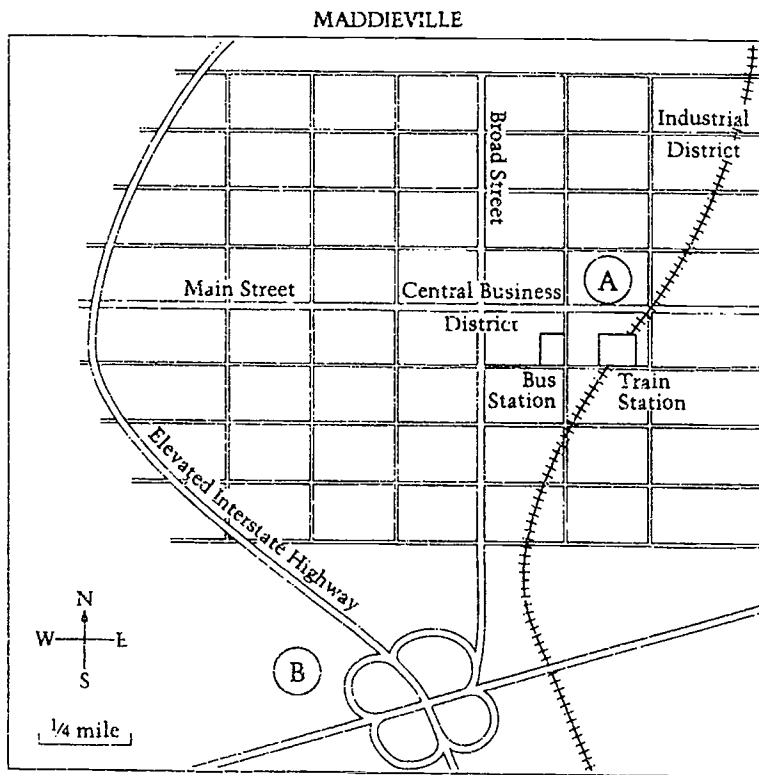 MADDIEVILLE
Broad Street
Industrial
District
A
Main Street
Central Business
District
Bus
Station
Train
Station
Elevated Interstate Highway
N
W
E
S
B
1/4 mile